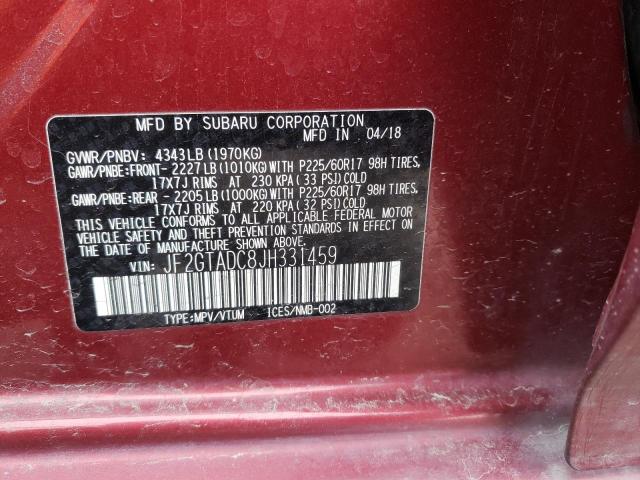 MFD BY SUBARU CORPORATION
MFD IN 04/18
GVWR/PNBV: 4343LB (1970KG)
GAWR/PNBE:FRONT- 2227LB (1010KG) WITH P225/60R17 98H TIRES,
17X7J RIMS AT 230 KPA (33 PSI) COLD
GAWR/PNBE:REAR - 2205LB (1000KG) WITH P225/60R17 98H TIRES,
17X7J RIMS AT 220 KPA (32 PSI) COLD
THIS VEHICLE CONFORMS TO ALL APPLICABLE FEDERAL MOTOR
VEHICLE SAFETY AND THEFT PREVENTION STANDARDS IN EFFECT ON
THE DATE OF MANUFACTURE SHOWN ABOVE.
VIN: JF2GTADC8JH331459
TYPE:MPV/VTUM ICES/NMB-002